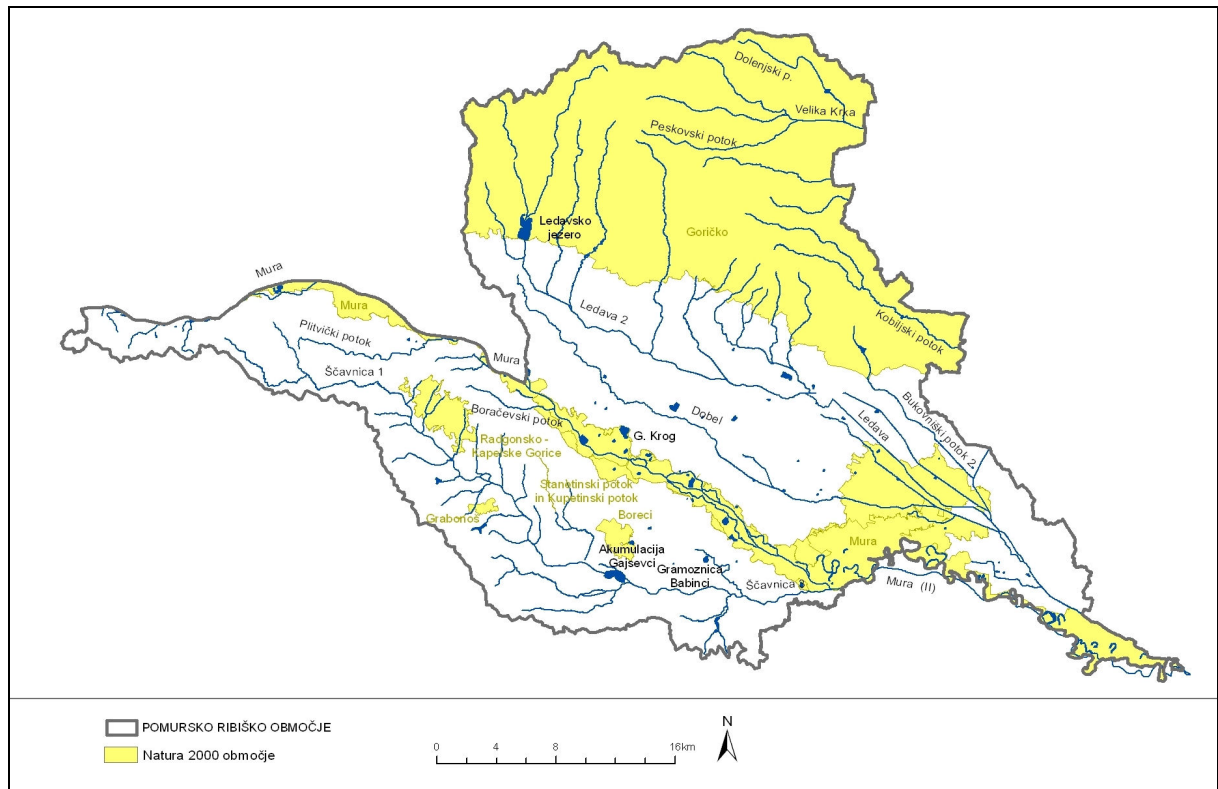 Dolenjski p.
Velika Krka
Peskovski potok
Ledavsko
jezero
Goričko
Mura
Mura
Ledava 2
Kobiljski potok
Plitvički potok
Mura
Ščavnica 1
Bukovniški potok 2
Dobel
Ledava
Boračevski potok
G. Krog
Radgonsko -
Kapelske Gorice
Stanetinski potok
in Kupetinski potok
Grabonoš
Boreci
Mura
Akumulacija
Gajševci
Gramoznica
Babinci
Ščavnica
Mura (II)
POMURSKO RIBIŠKO OBMOČJE
Natura 2000 območje
0 4 8 16km
N